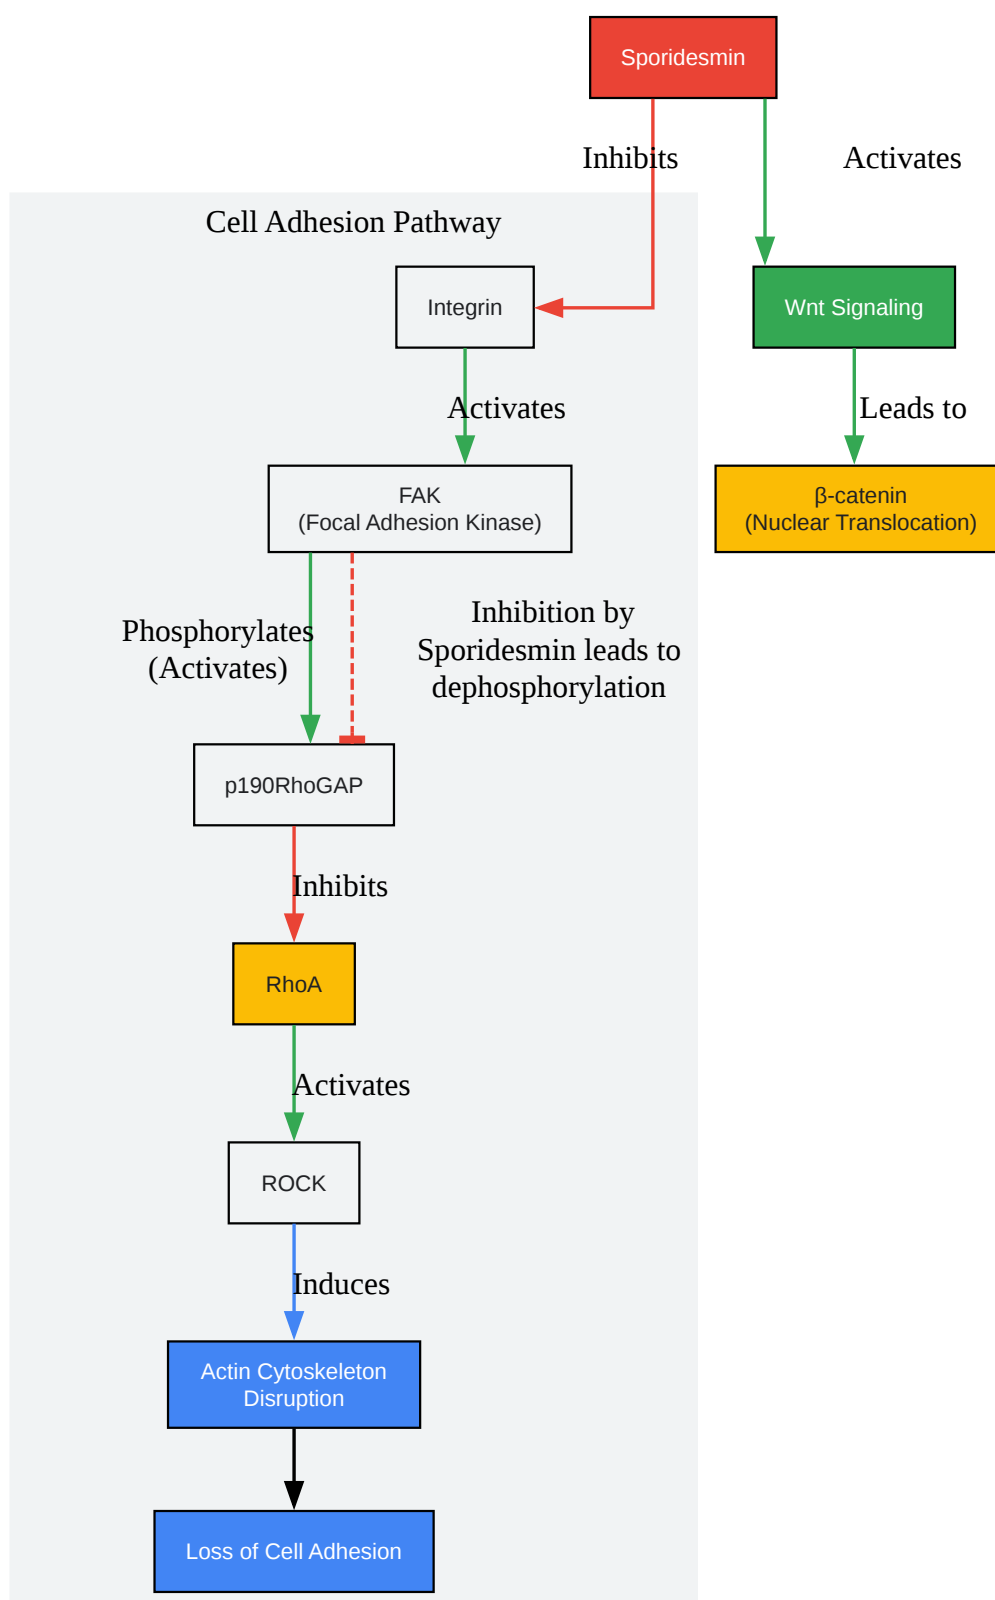 Sporidesmin
Inhibits
Activates
Cell Adhesion Pathway
Integrin
Wnt Signaling
Activates
Leads to
FAK
(Focal Adhesion Kinase)
β-catenin
(Nuclear Translocation)
Phosphorylates
(Activates)
Inhibition by
Sporidesmin leads to
dephosphorylation
p190RhoGAP
Inhibits
RhoA
Activates
ROCK
Induces
Actin Cytoskeleton
Disruption
Loss of Cell Adhesion